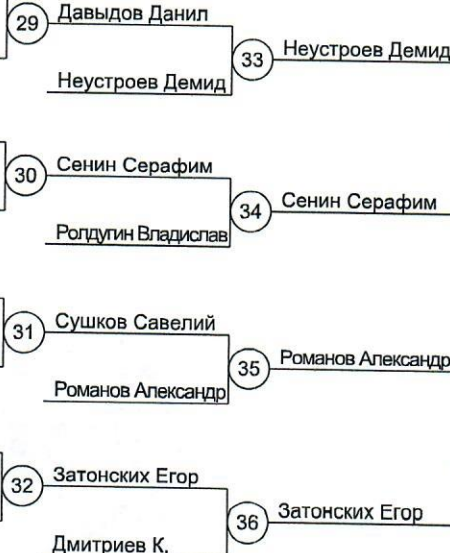 29 Давыдов Данил
33 Неустроев Демид
Неустроев Демид
30 Сенин Серафим
34 Сенин Серафим
Ролдугин Владислав
31 Сушков Савелий
35 Романов Александр
Романов Александр
32 Затонских Егор
36 Затонских Егор
Дмитриев К.